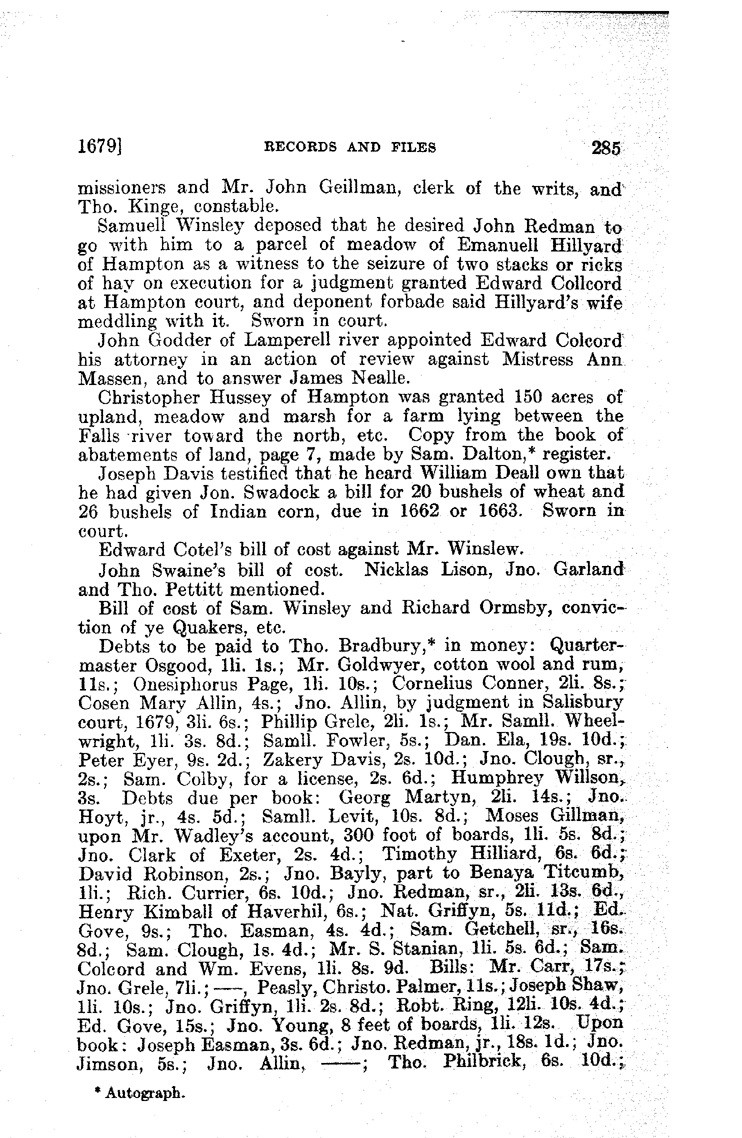 1679] RECORDS AND FILES 285
missioners and Mr. John Geillman, clerk of the writs, and
Tho. Kinge, constable.
Samuell Winsley deposed that he desired John Redman to
go with him to a parcel of meadow of Emanuell Hillyard
of Hampton as a witness to the seizure of two stacks or ricks
of hay on execution for a judgment granted Edward Collcord
at Hampton court, and deponent forbade said Hillyard's wife
meddling with it. Sworn in court.
John Godder of Lamperell river appointed Edward Colcord
his attorney in an action of review against Mistress Ann
Massen, and to answer James Nealle.
Christopher Hussey of Hampton was granted 150 acres of
upland, meadow and marsh for a farm lying between the
Falls river toward the north, etc. Copy from the book of
abatements of land, page 7, made by Sam. Dalton,* register.
Joseph Davis testified that he heard William Deall own that
he had given Jon. Swadock a bill for 20 bushels of wheat and
26 bushels of Indian corn, due in 1662 or 1663. Sworn in
court.
Edward Cotel's bill of cost against Mr. Winslew.
John Swaine's bill of cost. Nicklas Lison, Jno. Garland
and Tho. Pettitt mentioned.
Bill of cost of Sam. Winsley and Richard Ormsby, convic-
tion of ye Quakers, etc.
Debts to be paid to Tho. Bradbury,* in money: Quarter-
master Osgood, 1li. 1s.; Mr. Goldwyer, cotton wool and rum,
11s.; Onesiphorus Page, 1li. 10s.; Cornelius Conner, 2li. 8s.;
Cosen Mary Allin, 4s.; Jno. Allin, by judgment in Salisbury
court, 1679, 3li. 6s.; Phillip Grele, 2li. 1s.; Mr. Samll. Wheel-
wright, 1li. 3s. 8d.; Samll. Fowler, 5s.; Dan. Ela, 19s. 10d.;
Peter Eyer, 9s. 2d.; Zakery Davis, 2s. 10d.; Jno. Clough, sr.,
2s.; Sam. Colby, for a license, 2s. 6d.; Humphrey Willson,
3s. Debts due per book: Georg Martyn, 2li. 14s.; Jno.
Hoyt, jr., 4s. 5d.; Samll. Levit, 10s. 8d.; Moses Gillman,
upon Mr. Wadley's account, 300 foot of boards, 1li. 5s. 8d.;
Jno. Clark of Exeter, 2s. 4d.; Timothy Hilliard, 6s. 6d.;
David Robinson, 2s.; Jno. Bayly, part to Benaya Titcumb,
1li.; Rich. Currier, 6s. 10d.; Jno. Redman, sr., 2li. 13s. 6d.,
Henry Kimball of Haverhil, 6s.; Nat. Griffyn, 5s. 11d.; Ed.
Gove, 9s.; Tho. Easman, 4s. 4d.; Sam. Getchell, sr., 16s.
8d.; Sam. Clough, 1s. 4d.; Mr. S. Stanian, 1li. 5s. 6d.; Sam.
Colcord and Wm. Evens, 1li. 8s. 9d. Bills: Mr. Carr, 17s.;
Jno. Grele, 7li.; ——, Peasly, Christo. Palmer, 11s.; Joseph Shaw,
1li. 10s.; Jno. Griffyn, 1li. 2s. 8d.; Robt. Ring, 12li. 10s. 4d.;
Ed. Gove, 15s.; Jno. Young, 8 feet of boards, 1li. 12s. Upon
book: Joseph Easman, 3s. 6d.; Jno. Redman, jr., 18s. 1d.; Jno.
Jimson, 5s.; Jno. Allin, ——; Tho. Philbrick, 6s. 10d.;
* Autograph.